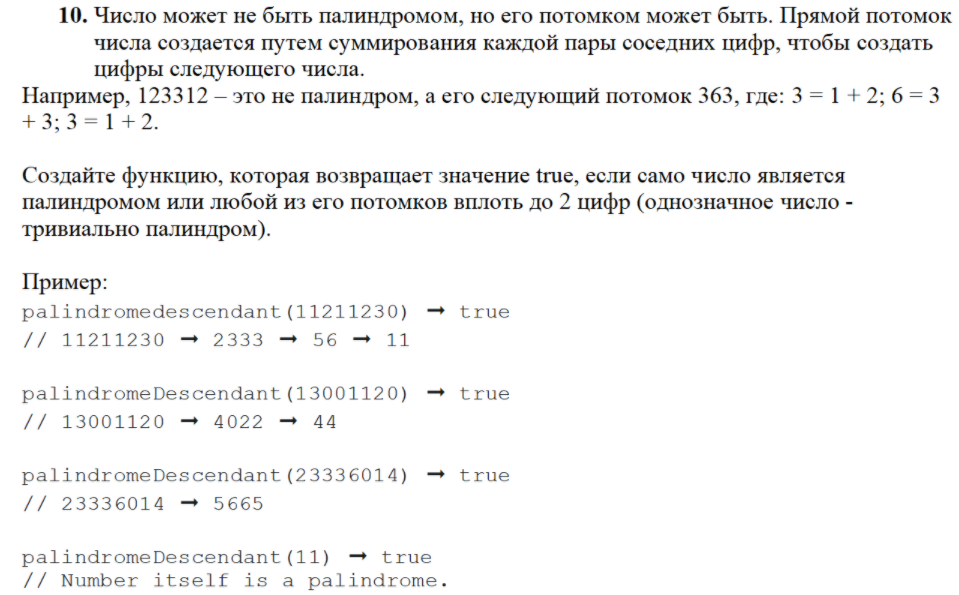 10. Число может не быть палиндромом, но его потомком может быть. Прямой потомок
числа создается путем суммирования каждой пары соседних цифр, чтобы создать
цифры следующего числа.
Например, 123312 – это не палиндром, а его следующий потомок 363, где: 3 = 1 + 2; 6 = 3
+ 3; 3 = 1 + 2.
Создайте функцию, которая возвращает значение true, если само число является
палиндромом или любой из его потомков вплоть до 2 цифр (однозначное число -
тривиально палиндром).
Пример:
palindromedescendant(11211230) ➞ true
// 11211230 ➞ 2333 ➞ 56 ➞ 11
palindromeDescendant(13001120) ➞ true
// 13001120 ➞ 4022 ➞ 44
palindromeDescendant(23336014) ➞ true
// 23336014 ➞ 5665
palindromeDescendant(11) ➞ true
// Number itself is a palindrome.